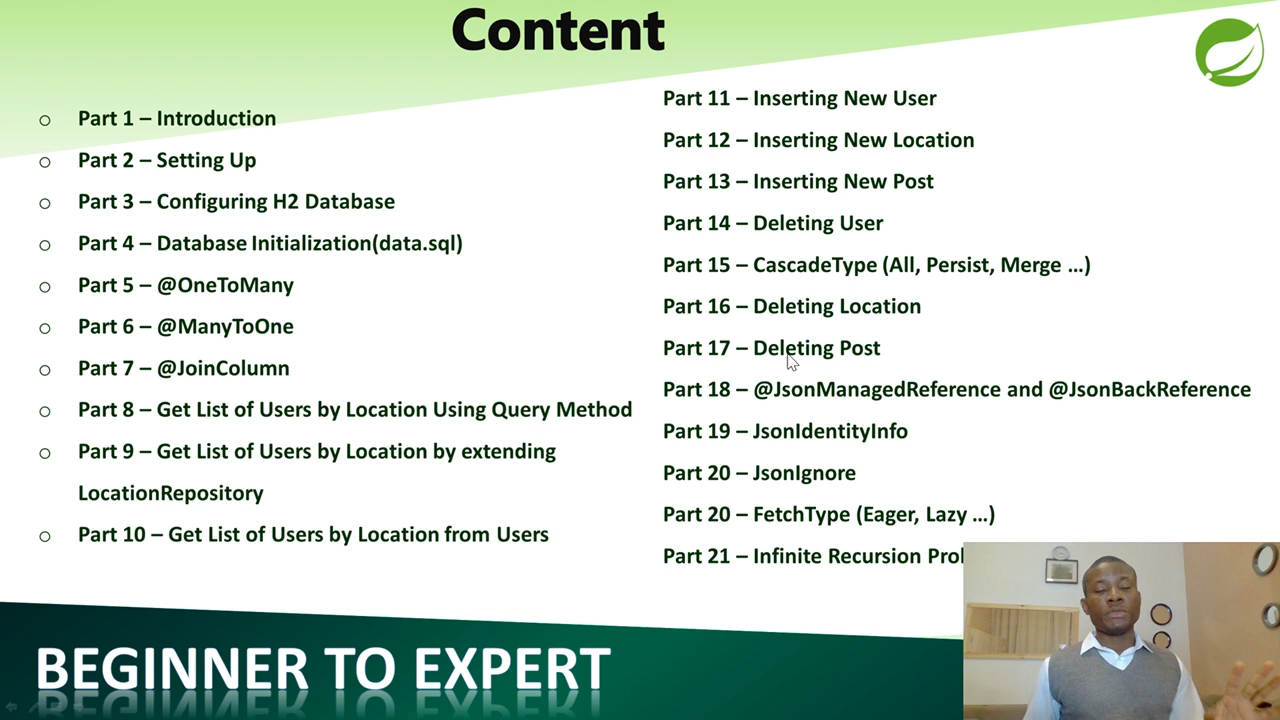 Content
Part 1 – Introduction
Part 2 – Setting Up
Part 3 – Configuring H2 Database
Part 4 – Database Initialization(data.sql)
Part 5 – @OneToMany
Part 6 – @ManyToOne
Part 7 – @JoinColumn
Part 8 – Get List of Users by Location Using Query Method
Part 9 – Get List of Users by Location by extending
LocationRepository
Part 10 – Get List of Users by Location from Users
Part 11 – Inserting New User
Part 12 – Inserting New Location
Part 13 – Inserting New Post
Part 14 – Deleting User
Part 15 – CascadeType (All, Persist, Merge …)
Part 16 – Deleting Location
Part 17 – Deleting Post
Part 18 – @JsonManagedReference and @JsonBackReference
Part 19 – JsonIdentityInfo
Part 20 – JsonIgnore
Part 20 – FetchType (Eager, Lazy …)
Part 21 – Infinite Recursion
BEGINNER TO EXPERT